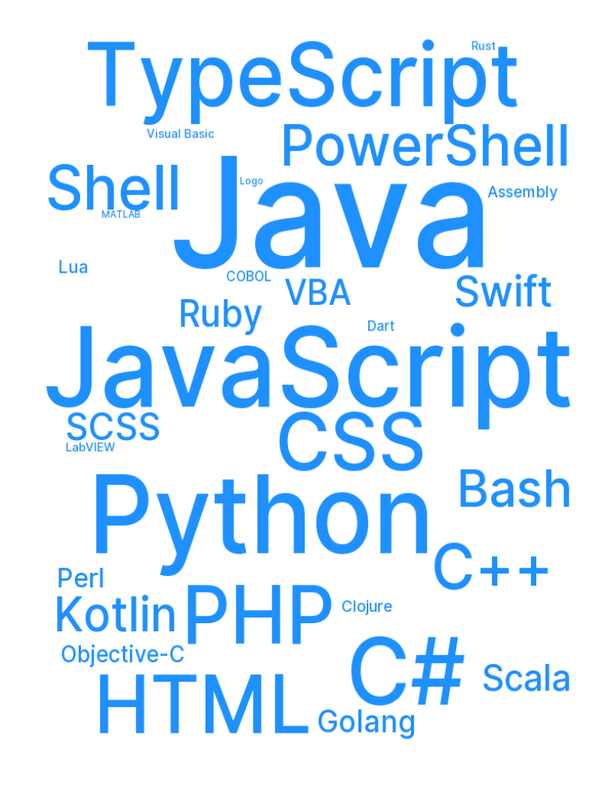 TypeScript
Rust
Visual Basic
PowerShell
Shell
Java
Logo
Assembly
MATLAB
Lua
COBOL
VBA
Swift
Ruby
Dart
JavaScript
SCSS
CSS
LabVIEW
Python
Bash
C++
Perl
Kotlin
PHP
Clojure
Objective-C
C#
Scala
HTML
Golang